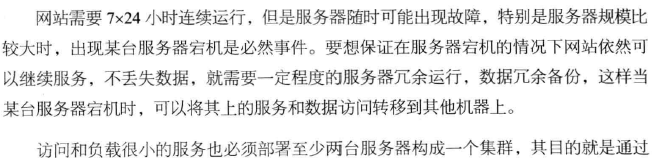 网站需要 7×24 小时连续运行，但是服务器随时可能出现故障，特别是服务器规模比
较大时，出现某台服务器宕机是必然事件。要想保证在服务器宕机的情况下网站依然可
以继续服务，不丢失数据，就需要一定程度的服务器冗余运行，数据冗余备份，这样当
某台服务器宕机时，可以将其上的服务和数据访问转移到其他机器上。
访问和负载很小的服务也必须部署至少两台服务器构成一个集群，其目的就是通过